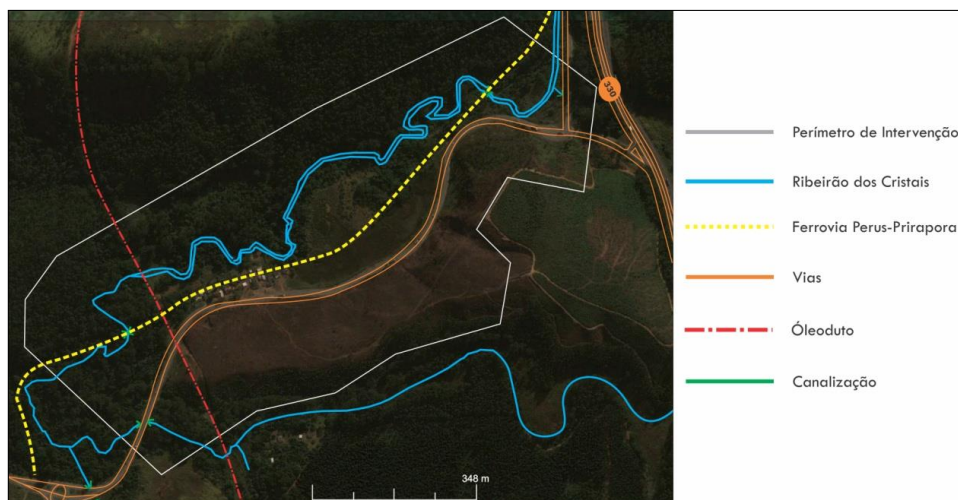 330
Perímetro de Intervenção
Ribeirão dos Cristais
Ferrovia Perus-Prirapora
Vias
Óleoduto
Canalização
348 m